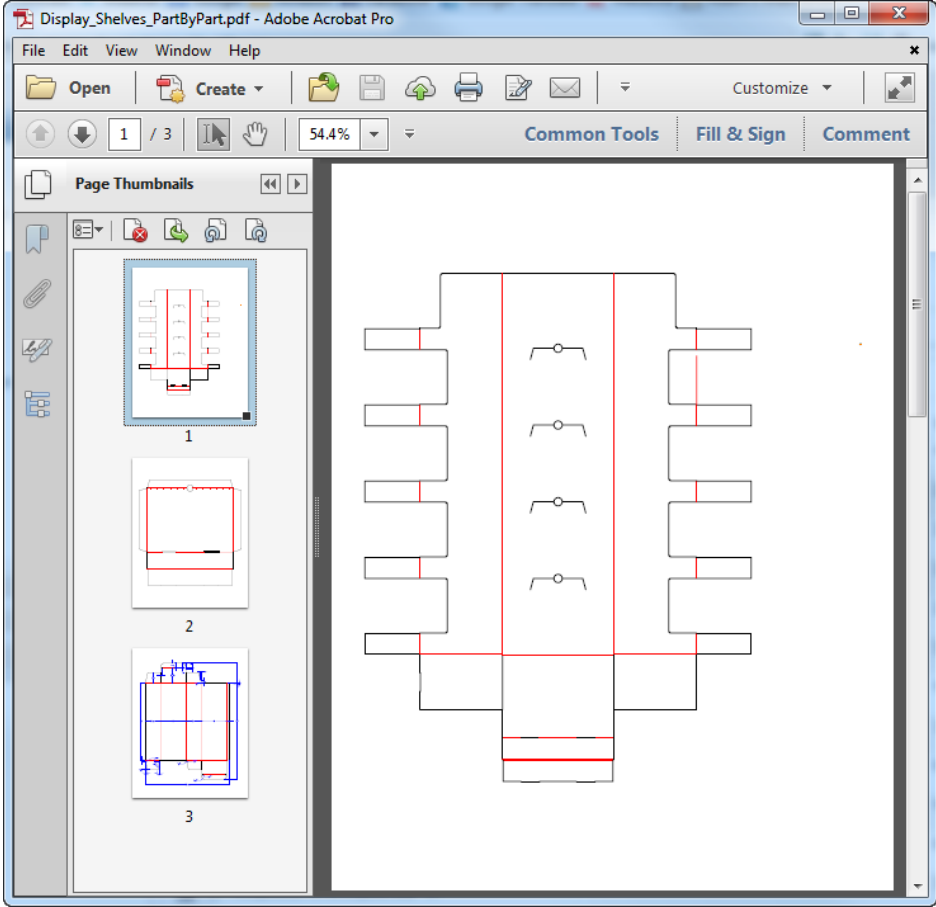 Display_Shelves_PartByPart.pdf - Adobe Acrobat Pro
File Edit View Window Help
Open Create Customize
1 / 3 54.4% Common Tools Fill & Sign Comment
Page Thumbnails
1
2
3